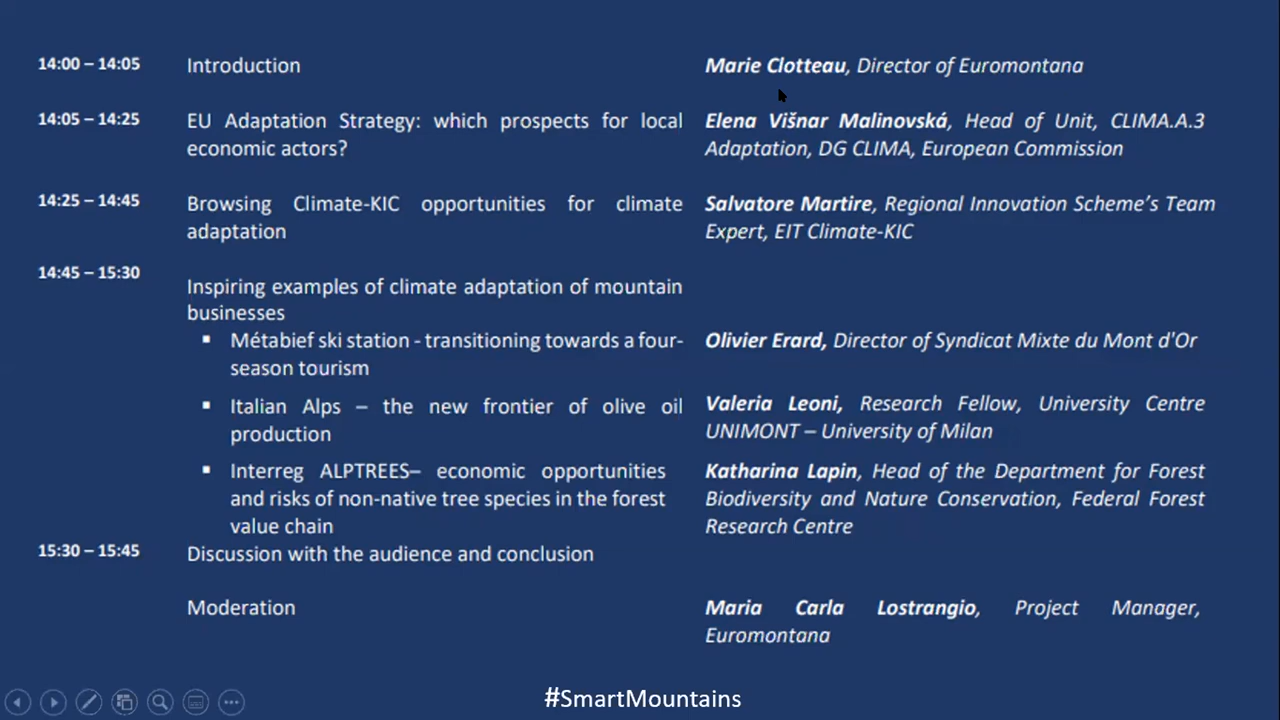 14:00 – 14:05 Introduction Marie Clotteau, Director of Euromontana
14:05 – 14:25 EU Adaptation Strategy: which prospects for local
economic actors?
Elena Višnar Malinovská, Head of Unit, CLIMA.A.3
Adaptation, DG CLIMA, European Commission
14:25 – 14:45 Browsing Climate-KIC opportunities for climate
adaptation
Salvatore Martire, Regional Innovation Scheme’s Team
Expert, EIT Climate-KIC
14:45 – 15:30
Inspiring examples of climate adaptation of mountain
businesses
▪ Métabief ski station - transitioning towards a four-
season tourism
Olivier Erard, Director of Syndicat Mixte du Mont d'Or
▪ Italian Alps – the new frontier of olive oil
production
Valeria Leoni, Research Fellow, University Centre
UNIMONT – University of Milan
▪ Interreg ALPTREES– economic opportunities
and risks of non-native tree species in the forest
value chain
Katharina Lapin, Head of the Department for Forest
Biodiversity and Nature Conservation, Federal Forest
Research Centre
15:30 – 15:45 Discussion with the audience and conclusion
Moderation
Maria Carla Lostrangio, Project Manager,
Euromontana
#SmartMountains